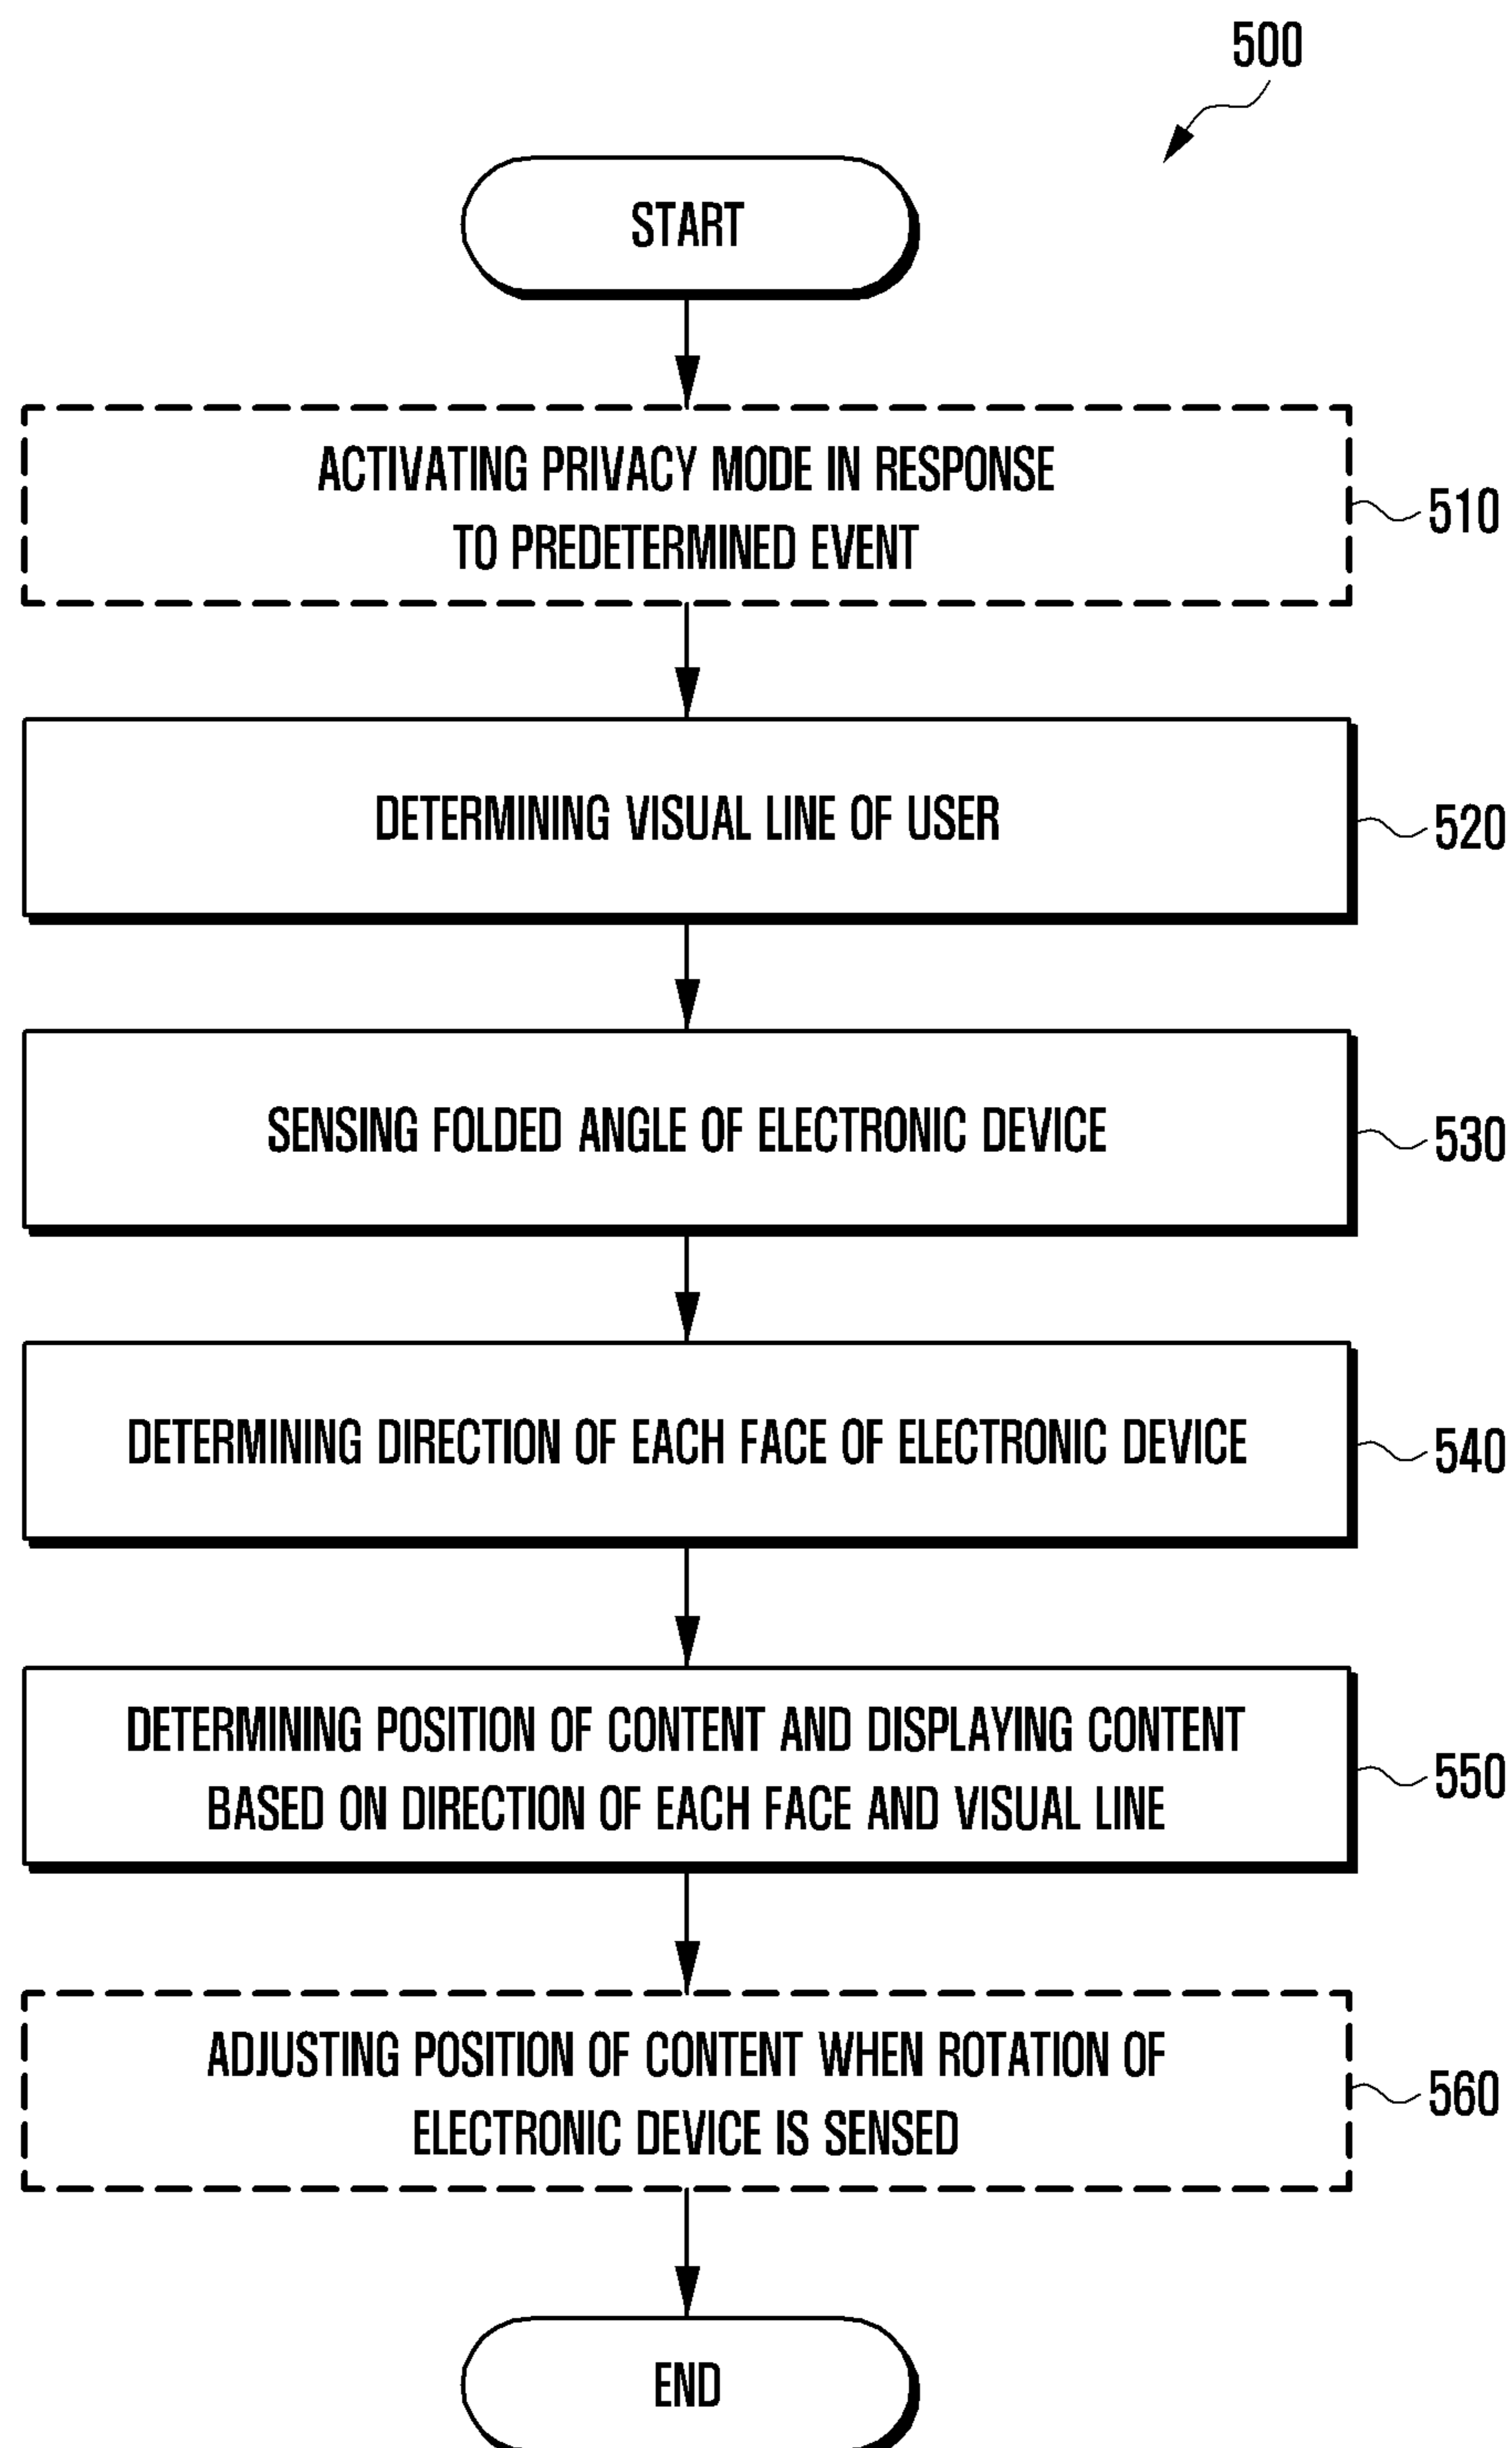 500
START
ACTIVATING PRIVACY MODE IN RESPONSE
TO PREDETERMINED EVENT
510
DETERMINING VISUAL LINE OF USER
520
SENSING FOLDED ANGLE OF ELECTRONIC DEVICE
530
DETERMINING DIRECTION OF EACH FACE OF ELECTRONIC DEVICE
540
DETERMINING POSITION OF CONTENT AND DISPLAYING CONTENT
BASED ON DIRECTION OF EACH FACE AND VISUAL LINE
550
ADJUSTING POSITION OF CONTENT WHEN ROTATION OF
ELECTRONIC DEVICE IS SENSED
560
END